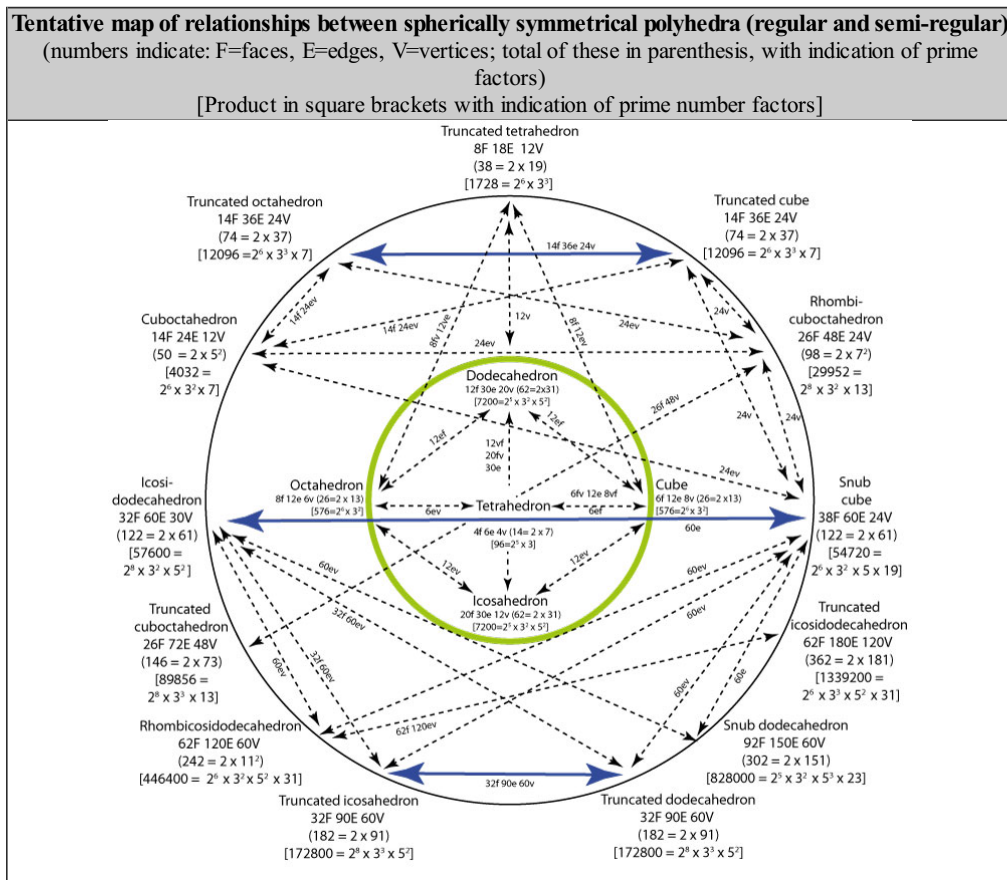 Tentative map of relationships between spherically symmetrical polyhedra (regular and semi-regular)
(numbers indicate: F=faces, E=edges, V=vertices; total of these in parenthesis, with indication of prime
factors)
[Product in square brackets with indication of prime number factors]
Truncated tetrahedron
8F 18E 12V
(38 = 2 x 19)
[1728 = 2⁶ x 3³]
Truncated octahedron
14F 36E 24V
(74 = 2 x 37)
[12096 =2⁶ x 3³ x 7]
Truncated cube
14F 36E 24V
(74 = 2 x 37)
[12096 = 2⁶ x 3³ x 7]
14f 36e 24v
Cuboctahedron
14F 24E 12V
(50 = 2 x 5²)
[4032 =
2⁶ x 3² x 7]
Rhombi-
cuboctahedron
26F 48E 24V
(98 = 2 x 7²)
[29952 =
2⁸ x 3² x 13]
14f 24ev
8fv 12ve
12v
8f 12ev
24v
14f 24ev
24ev
24ev
Dodecahedron
12f 30e 20v (62=2x31)
[7200=2⁵ x 3² x 5²]
26f 48v
24v
24v
12ef
12ef
12vf
20fv
30e
24ev
Icosi-
dodecahedron
32F 60E 30V
(122 = 2 x 61)
[57600 =
2⁸ x 3² x 5²]
Octahedron
8f 12e 6v (26=2 x 13)
[576=2⁶ x 3²]
6ev
Tetrahedron
4f 6e 4v (14= 2 x 7)
[96=2⁵ x 3]
6fv 12e 8vf
6ef
Cube
6f 12e 8v (26=2 x13)
[576=2⁶ x 3²]
60e
Snub
cube
38F 60E 24V
(122 = 2 x 61)
[54720 =
2⁶ x 3² x 5 x 19]
12ev
12ev
60ev
60ev
32f 60ev
60ev
Icosahedron
20f 30e 12v (62= 2 x 31)
[7200=2⁵ x 3² x 5²]
Truncated
cuboctahedron
26F 72E 48V
(146 = 2 x 73)
[89856 =
2⁸ x 3³ x 13]
Truncated
icosidodecahedron
62F 180E 120V
(362 = 2 x 181)
[1339200 =
2⁶ x 3³ x 5² x 31]
60ev
32f 60ev
60ev
60e
62f 120ev
Rhombicosidodecahedron
62F 120E 60V
(242 = 2 x 11²)
[446400 = 2⁶ x 3² x 5² x 31]
Snub dodecahedron
92F 150E 60V
(302 = 2 x 151)
[828000 = 2⁵ x 3² x 5³ x 23]
32f 90e 60v
Truncated icosahedron
32F 90E 60V
(182 = 2 x 91)
[172800 = 2⁸ x 3³ x 5²]
Truncated dodecahedron
32F 90E 60V
(182 = 2 x 91)
[172800 = 2⁸ x 3³ x 5²]